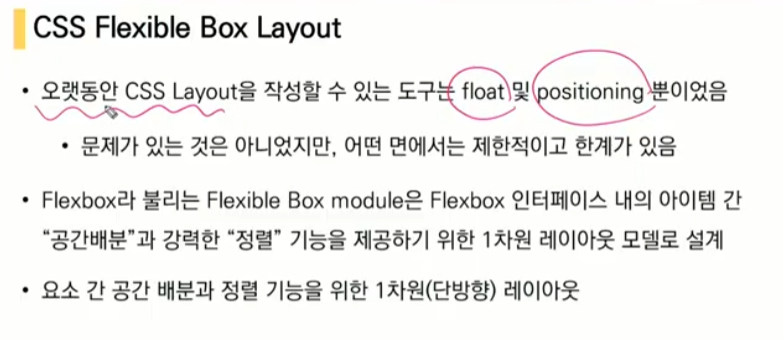 CSS Flexible Box Layout
• 오랫동안 CSS Layout을 작성할 수 있는 도구는 float 및 positioning 뿐이었음
• 문제가 있는 것은 아니었지만, 어떤 면에서는 제한적이고 한계가 있음
• Flexbox라 불리는 Flexible Box module은 Flexbox 인터페이스 내의 아이템 간
“공간배분”과 강력한 “정렬” 기능을 제공하기 위한 1차원 레이아웃 모델로 설계
• 요소 간 공간 배분과 정렬 기능을 위한 1차원(단방향) 레이아웃